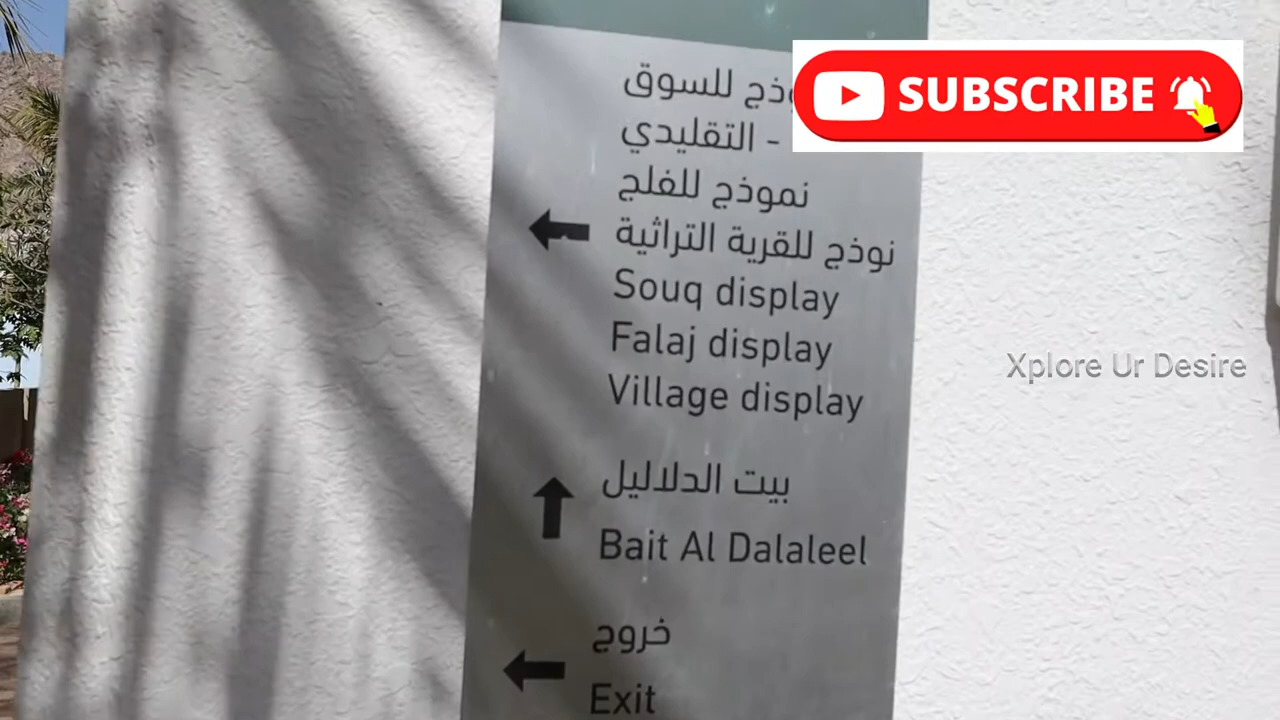 للسوق
التقليدي -
نموذج للفلج
نوذج للقرية التراثية
Souq display
Falaj display
Village display
بيت الدلاليل
Bait Al Dalaleel
خروج
Exit
SUBSCRIBE
Xplore Ur Desire